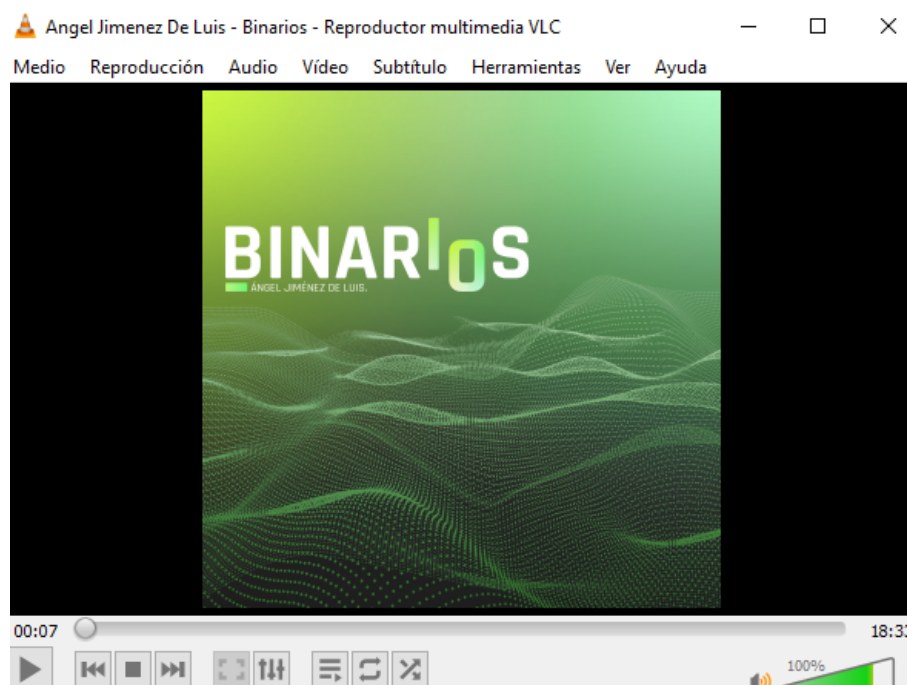 Angel Jimenez De Luis - Binarios - Reproductor multimedia VLC
Medio Reproducción Audio Vídeo Subtítulo Herramientas Ver Ayuda
BINARIOS
ÁNGEL JIMÉNEZ DE LUIS.
00:07 18:33
100%